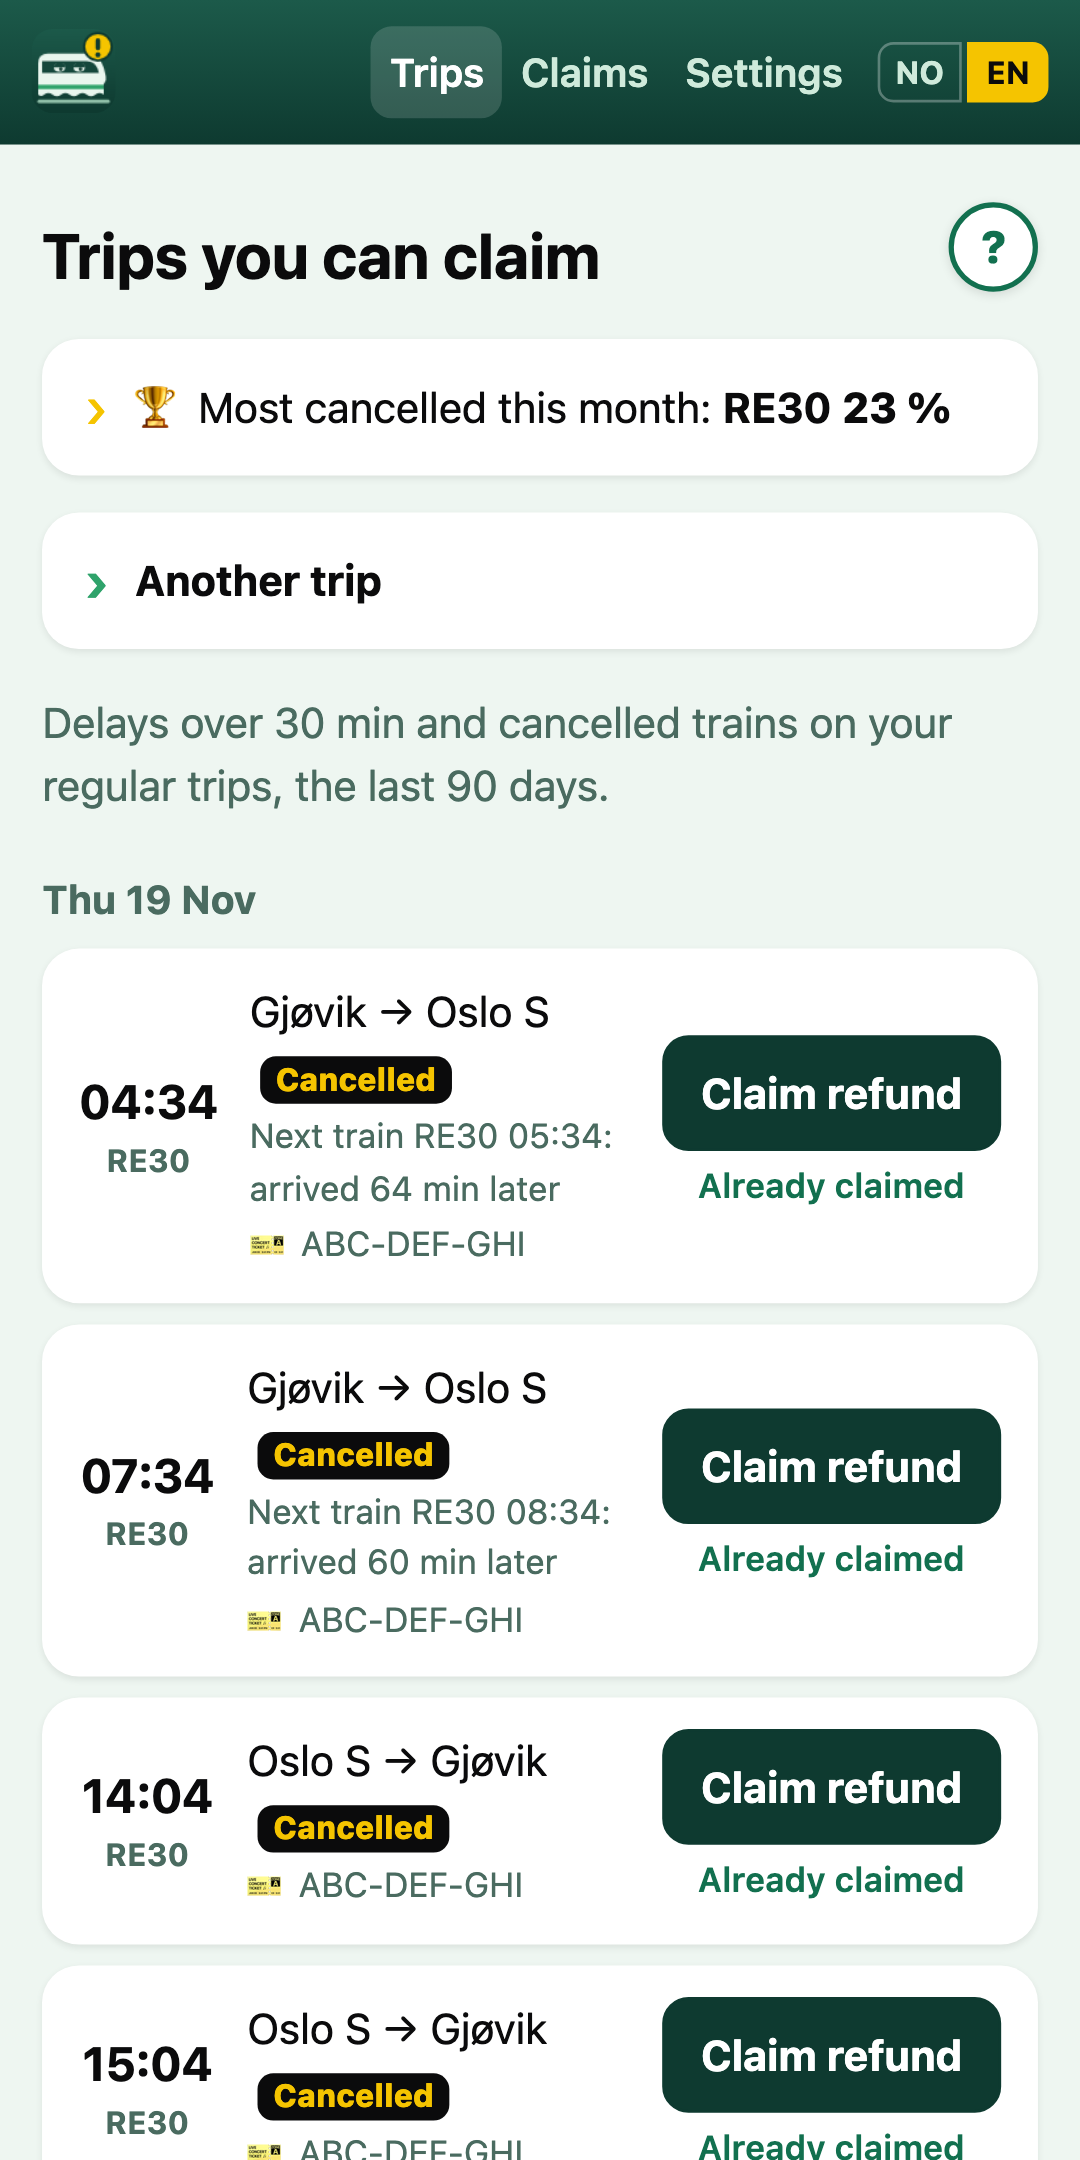 Trips Claims Settings NO EN
Trips you can claim
?
Most cancelled this month: RE30 23 %
Another trip
Delays over 30 min and cancelled trains on your
regular trips, the last 90 days.
Thu 19 Nov
04:34
RE30
Gjøvik → Oslo S
Cancelled
Next train RE30 05:34:
arrived 64 min later
ABC-DEF-GHI
Claim refund
Already claimed
07:34
RE30
Gjøvik → Oslo S
Cancelled
Next train RE30 08:34:
arrived 60 min later
ABC-DEF-GHI
Claim refund
Already claimed
14:04
RE30
Oslo S → Gjøvik
Cancelled
ABC-DEF-GHI
Claim refund
Already claimed
15:04
RE30
Oslo S → Gjøvik
Cancelled
ABC-DEF-GHI
Claim refund
Already claimed